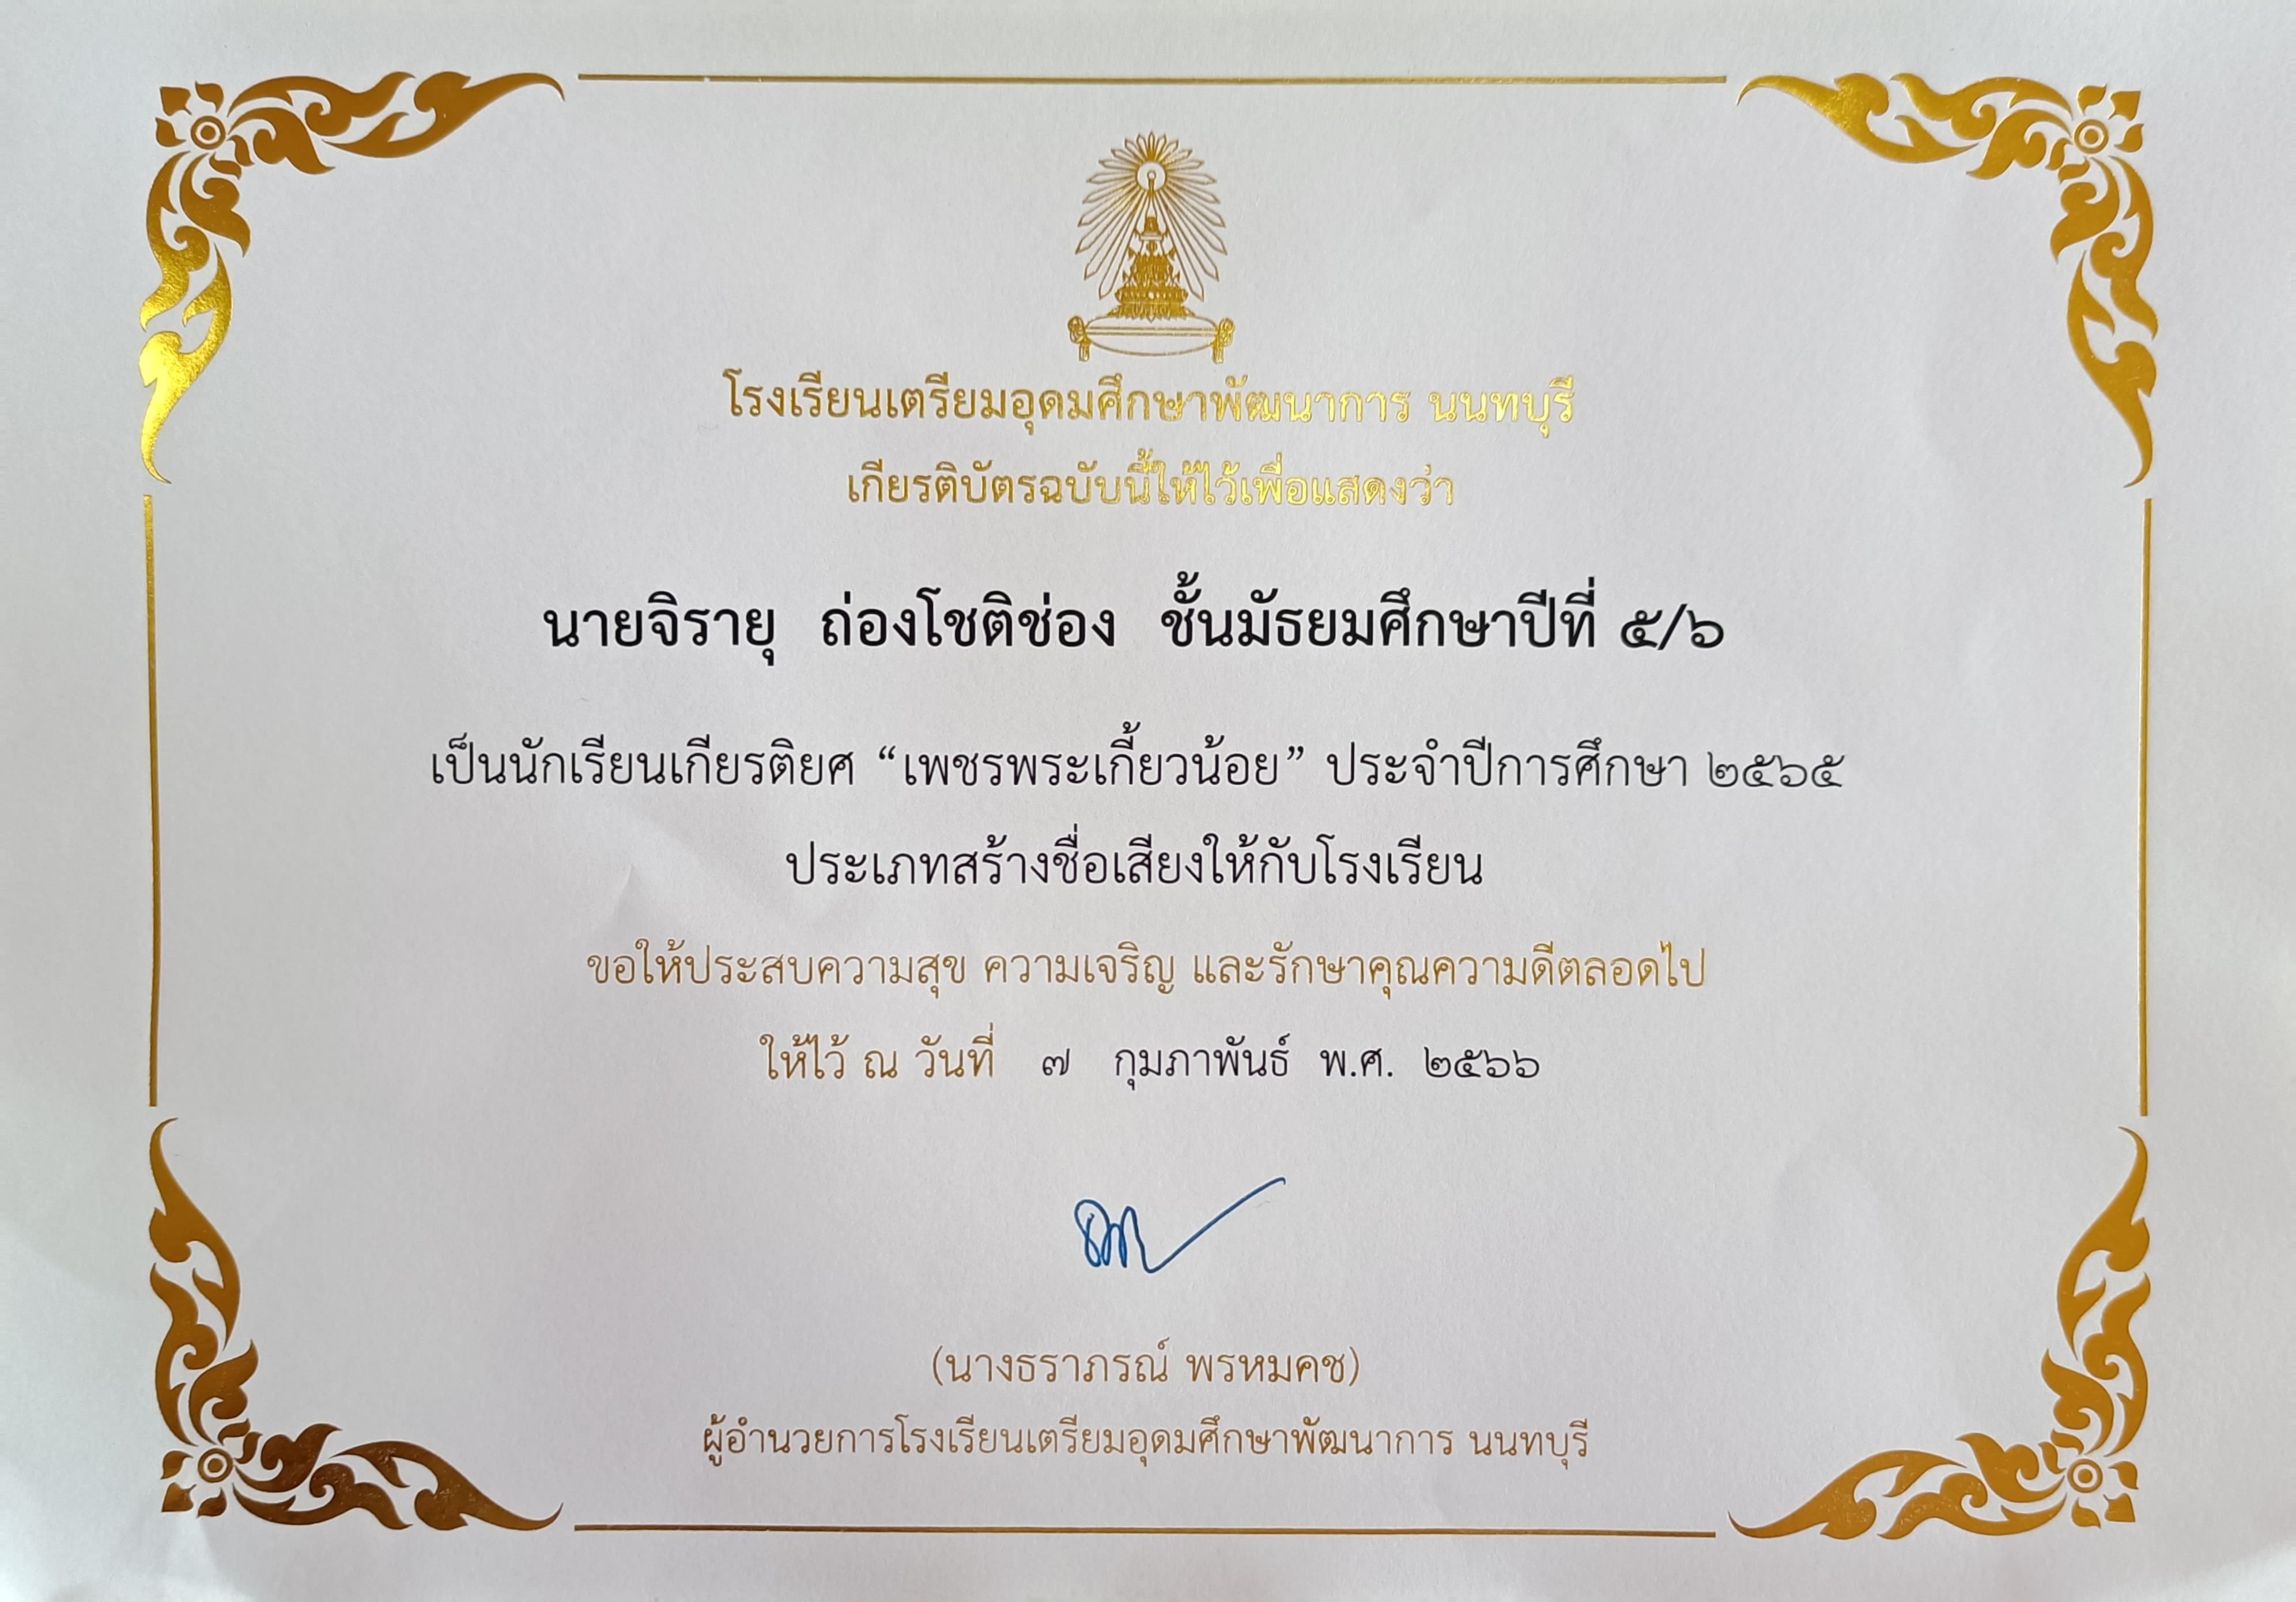 โรงเรียนเตรียมอุดมศึกษาพัฒนาการ นนทบุรี
เกียรติบัตรฉบับนี้ให้ไว้เพื่อแสดงว่า
นายจิรายุ ถ่องโชติช่อง ชั้นมัธยมศึกษาปีที่ ๕/๖
เป็นนักเรียนเกียรติยศ “เพชรพระเกี้ยวน้อย” ประจำปีการศึกษา ๒๕๖๕
ประเภทสร้างชื่อเสียงให้กับโรงเรียน
ขอให้ประสบความสุข ความเจริญ และรักษาคุณความดีตลอดไป
ให้ไว้ ณ วันที่ ๗ กุมภาพันธ์ พ.ศ. ๒๕๖๖
(นางธราภรณ์ พรหมคช)
ผู้อำนวยการโรงเรียนเตรียมอุดมศึกษาพัฒนาการ นนทบุรี